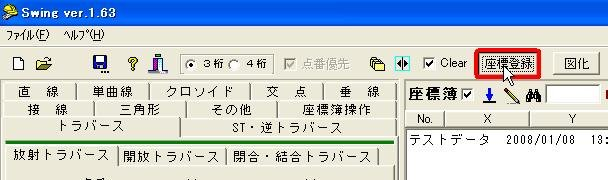 Swing ver.1.63
ﾌｧｲﾙ(F) ﾍﾙﾌﾟ(H)
3 桁 4 桁 点番優先 Clear 座標登録 図化
直 線 単曲線 クロソイド 交 点 垂 線
座標簿
接 線 三角形 その他 座標簿操作
No. X Y
トラバース ST・逆トラバース
テストデータ 2008/01/08 13:
放射トラバース 開放トラバース 閉合・結合トラバース